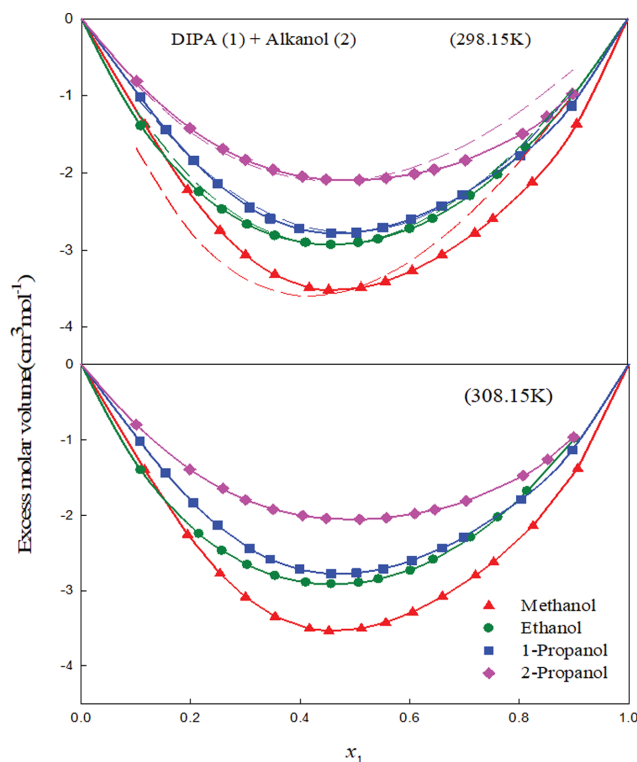 DIPA (1) + Alkanol (2) (298.15K)
0
-1
-2
-3
-4
Excess molar volume(cm³mol⁻¹)
0
-1
-2
-3
-4
(308.15K)
Methanol
Ethanol
1-Propanol
2-Propanol
0.0 0.2 0.4 0.6 0.8 1.0
x₁